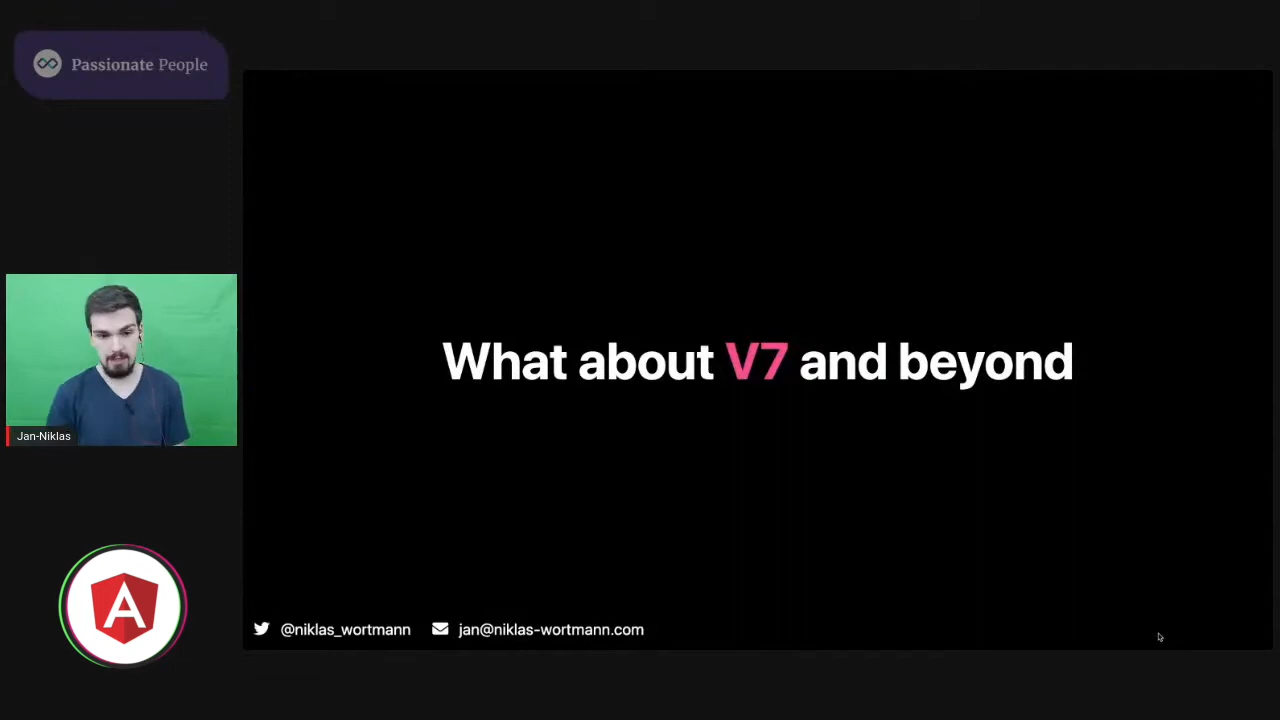 Passionate People
What about V7 and beyond
Jan-Niklas
@niklas_wortmann jan@niklas-wortmann.com